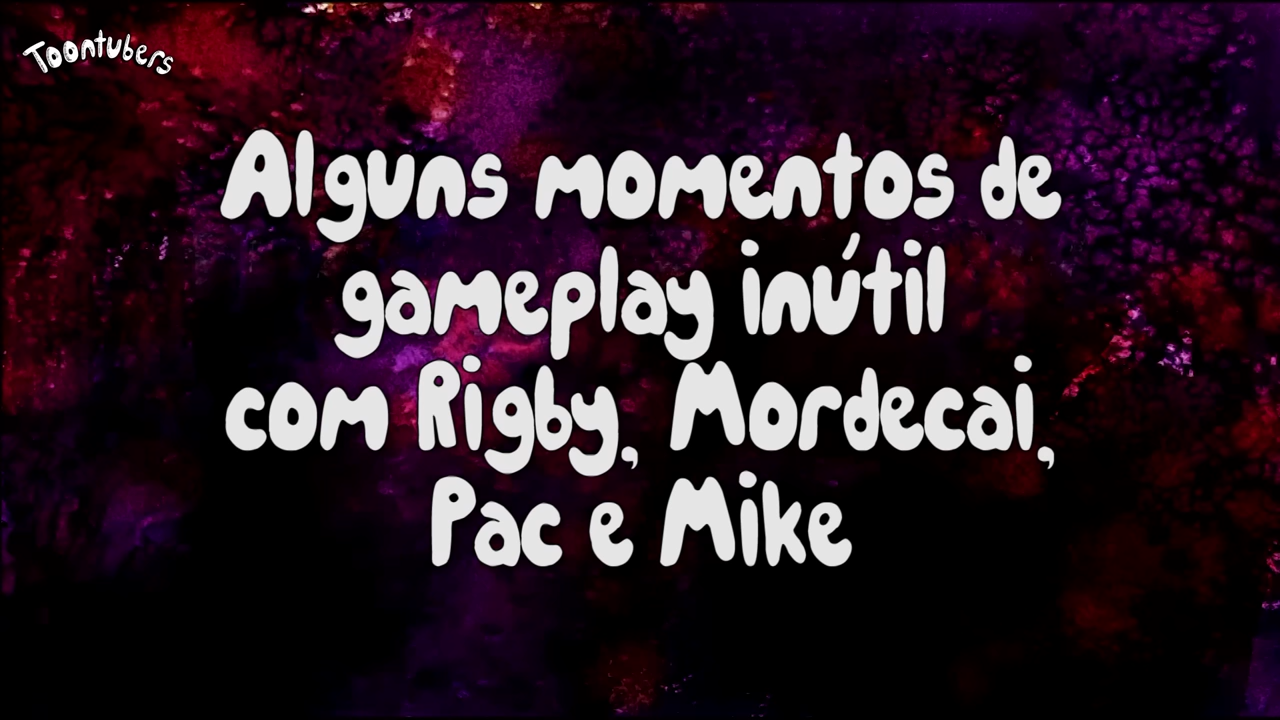 Toontubers
Alguns momentos de
gameplay inútil
com Rigby, Mordecai,
Pac e Mike